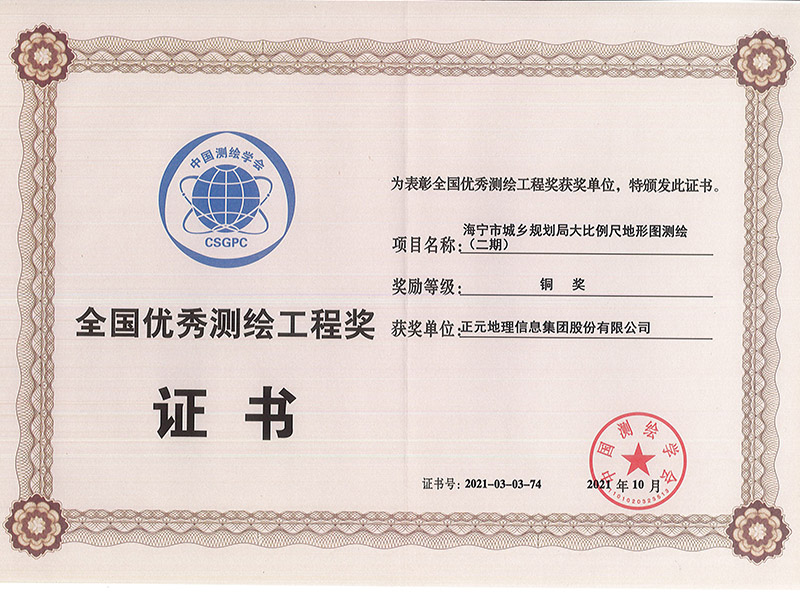 中国测绘学会
CSGPC
全国优秀测绘工程奖
证书
为表彰全国优秀测绘工程奖获奖单位，特颁发此证书。
海宁市城乡规划局大比例尺地形图测绘
项目名称：（二期）
奖励等级：铜 奖
获奖单位：正元地理信息集团股份有限公司
中国测绘学会
证书号：2021-03-03-74
2021 年 10 月